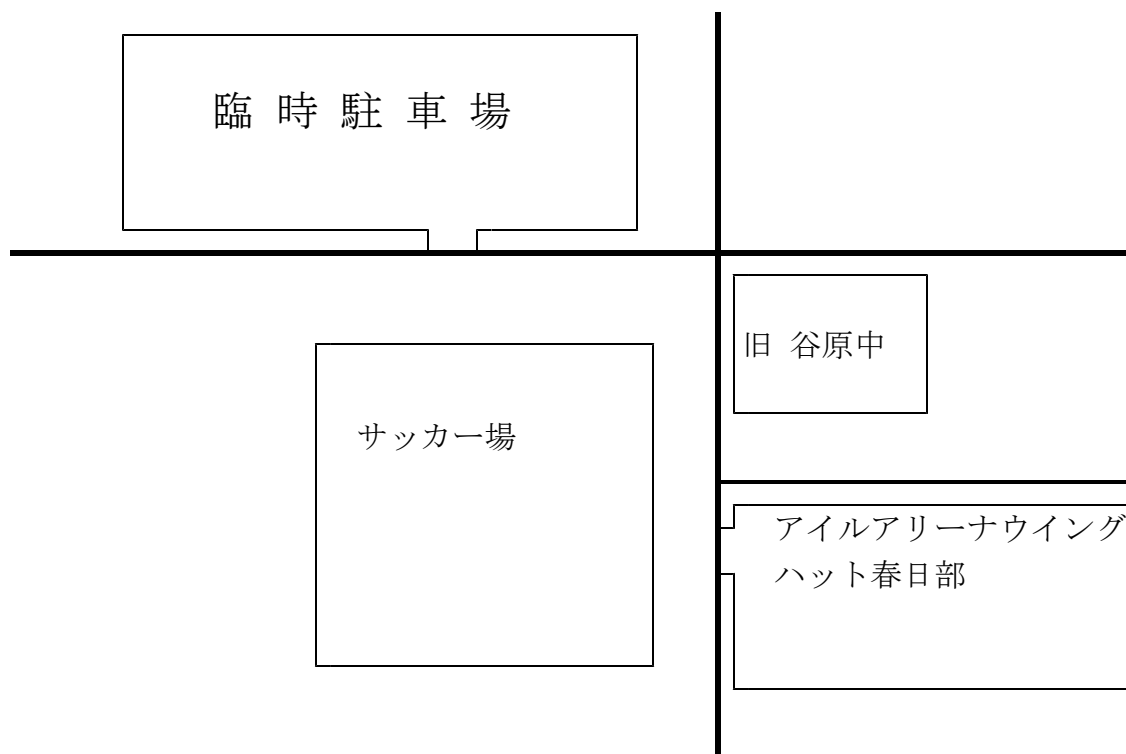 臨 時 駐 車 場
旧 谷原中
サッカー場
アイルアリーナウイング
ハット春日部